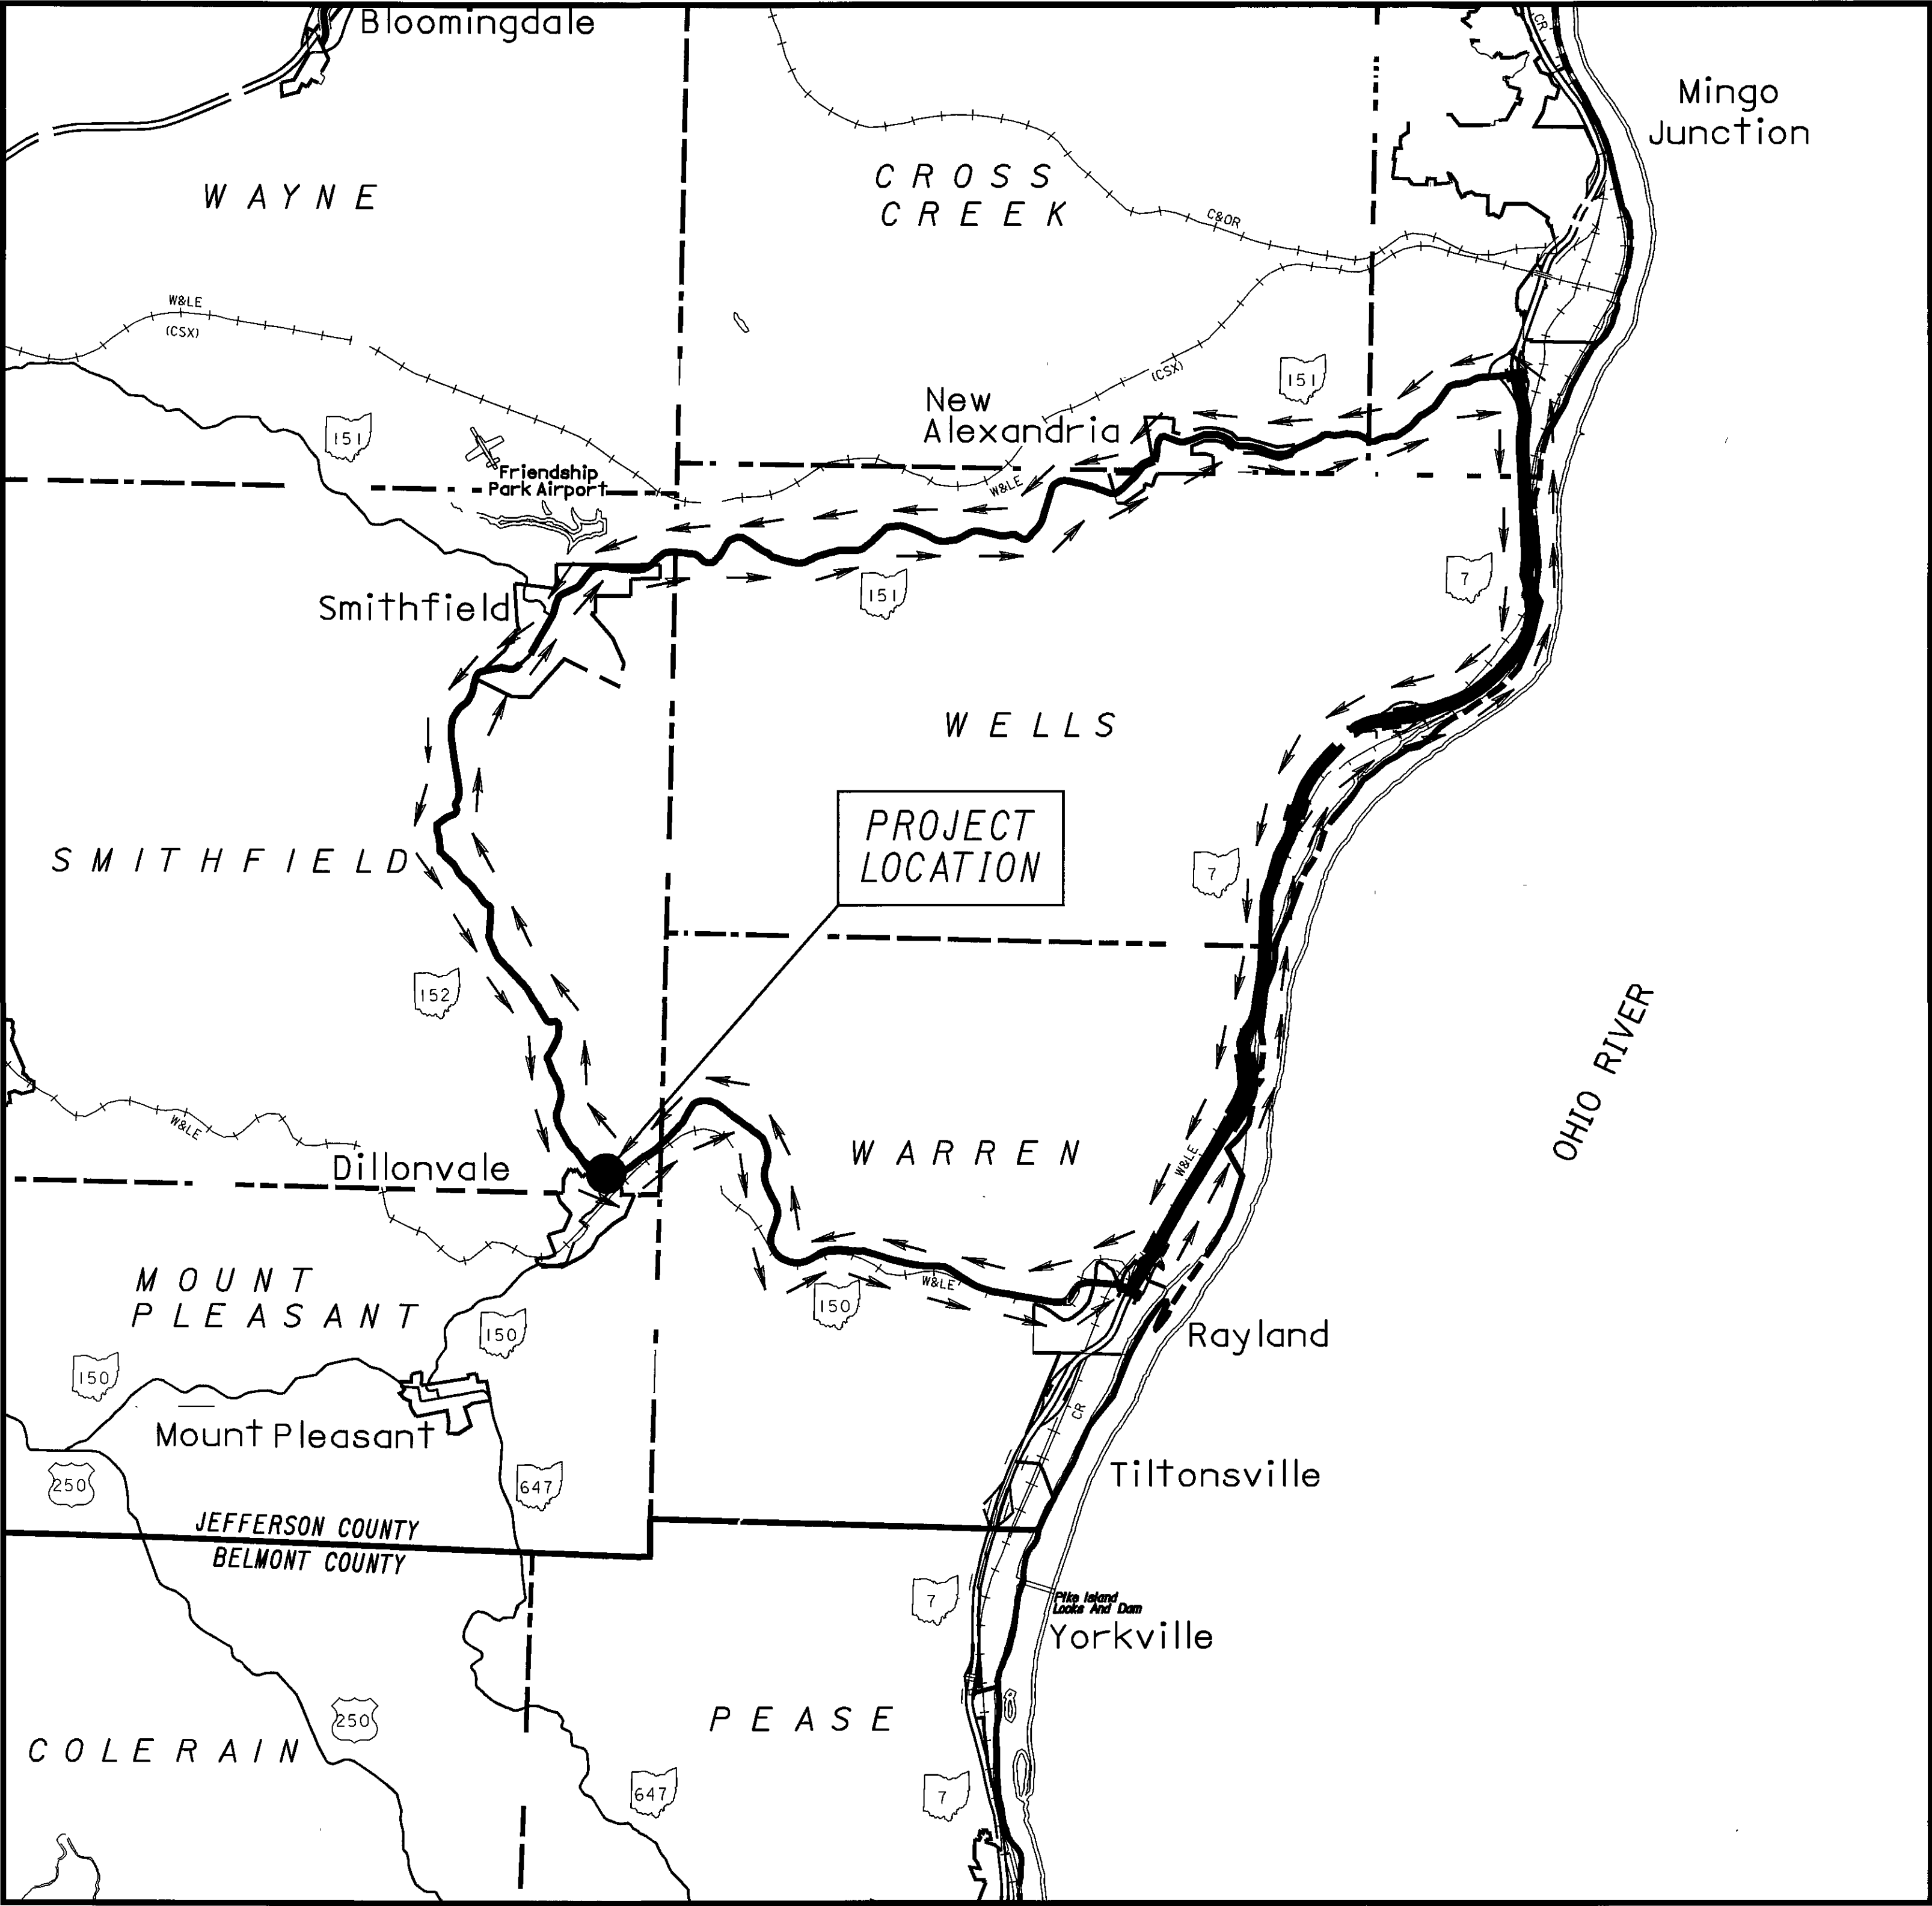 Bloomingdale
CR
Mingo
Junction
WAYNE
CROSS
CREEK
C&OR
W&LE
(CSX)
(CSX)
151
New
Alexandria
151
Friendship
Park Airport
W&LE
7
Smithfield
151
WELLS
PROJECT
LOCATION
SMITHFIELD
7
152
OHIO RIVER
W&LE
WARREN
Dillonvale
W&LE
MOUNT
PLEASANT
W&LE
150
150
Rayland
150
CR
Mount Pleasant
Tiltonsville
250
647
JEFFERSON COUNTY
BELMONT COUNTY
7
Pike Island
Locks And Dam
Yorkville
250
PEASE
COLERAIN
647
7